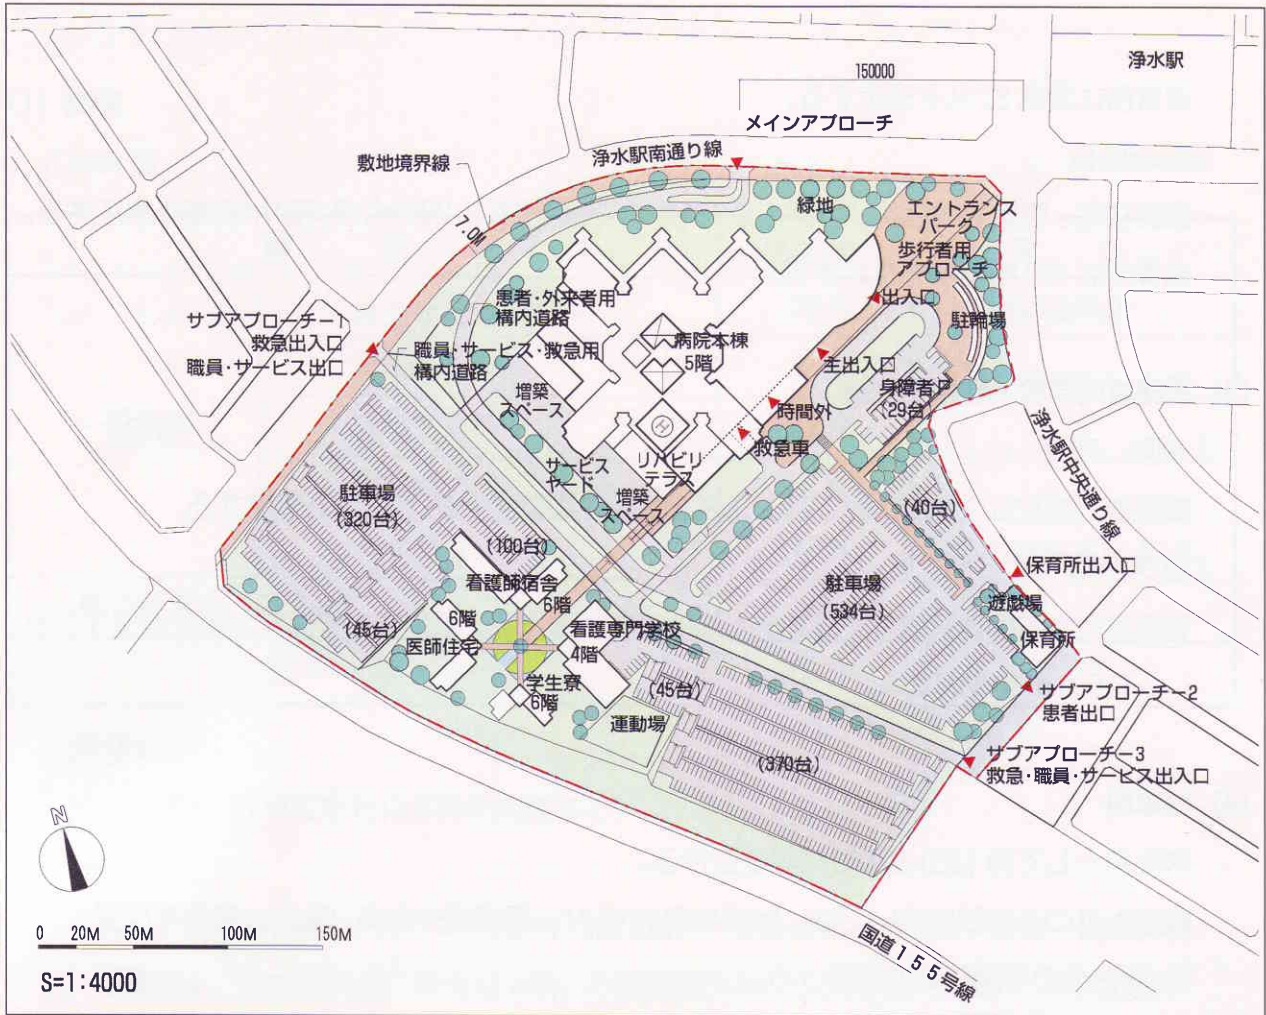 浄水駅
150000
メインアプローチ
浄水駅南通り線
敷地境界線
7.0M
緑地
エントランス
パーク
歩行者用
アプローチ
出入口
駐輪場
患者・外来者用
構内道路
サブアプローチー1
救急出入口
職員・サービス出口
職員・サービス・救急用
構内道路
病院本棟
5階
主出入口
身障者P
(29台)
増築
スペース
時間外
救急車
H
リハビリ
テラス
サービス
ヤード
増築
スペース
浄水駅中央通り線
駐車場
(320台)
(100台)
(40台)
保育所出入口
駐車場
(534台)
遊戯場
保育所
看護師宿舎
6階
6階
医師住宅
(45台)
看護専門学校
4階
学生寮
6階
(45台)
運動場
サブアプローチー2
患者出口
サブアプローチー3
救急・職員・サービス出入口
(370台)
国道155号線
N
0 20M 50M 100M 150M
S=1:4000